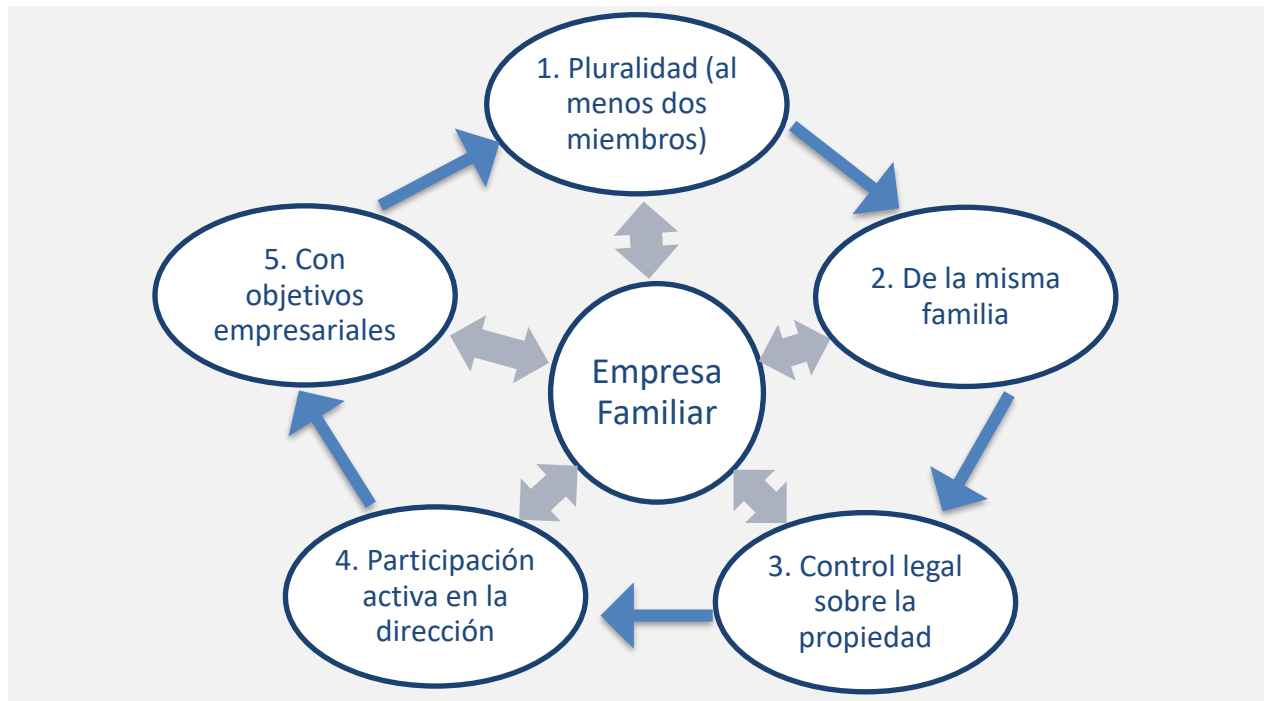 1. Pluralidad (al
menos dos
miembros)
2. De la misma
familia
3. Control legal
sobre la
propiedad
4. Participación
activa en la
dirección
5. Con
objetivos
empresariales
Empresa
Familiar